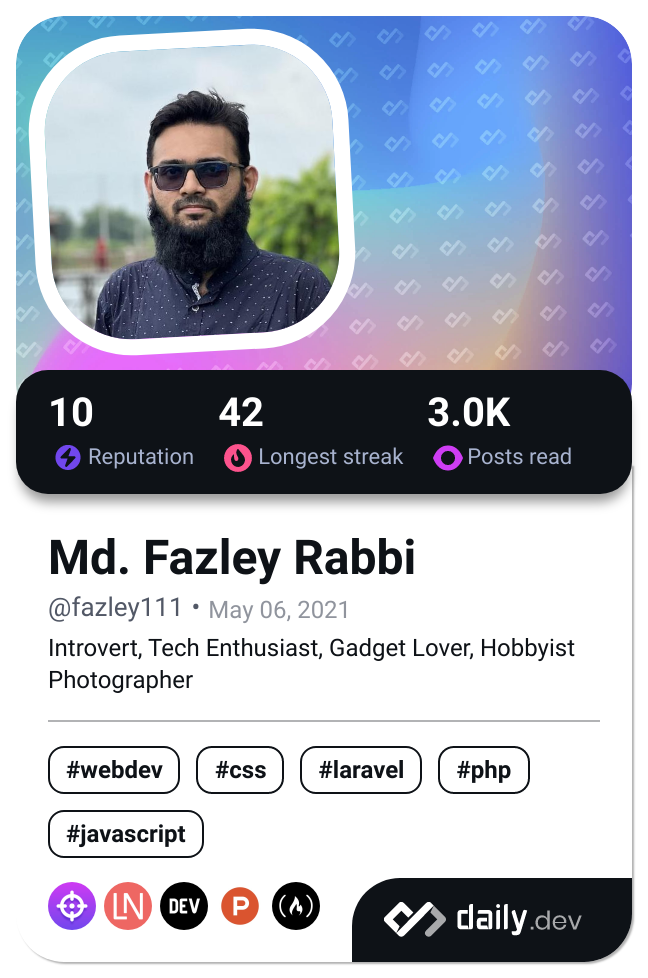 10 42 3.0K
Reputation Longest streak Posts read
Md. Fazley Rabbi
@fazley111 • May 06, 2021
Introvert, Tech Enthusiast, Gadget Lover, Hobbyist
Photographer
#webdev #css #laravel #php
#javascript
LN DEV P
daily.dev